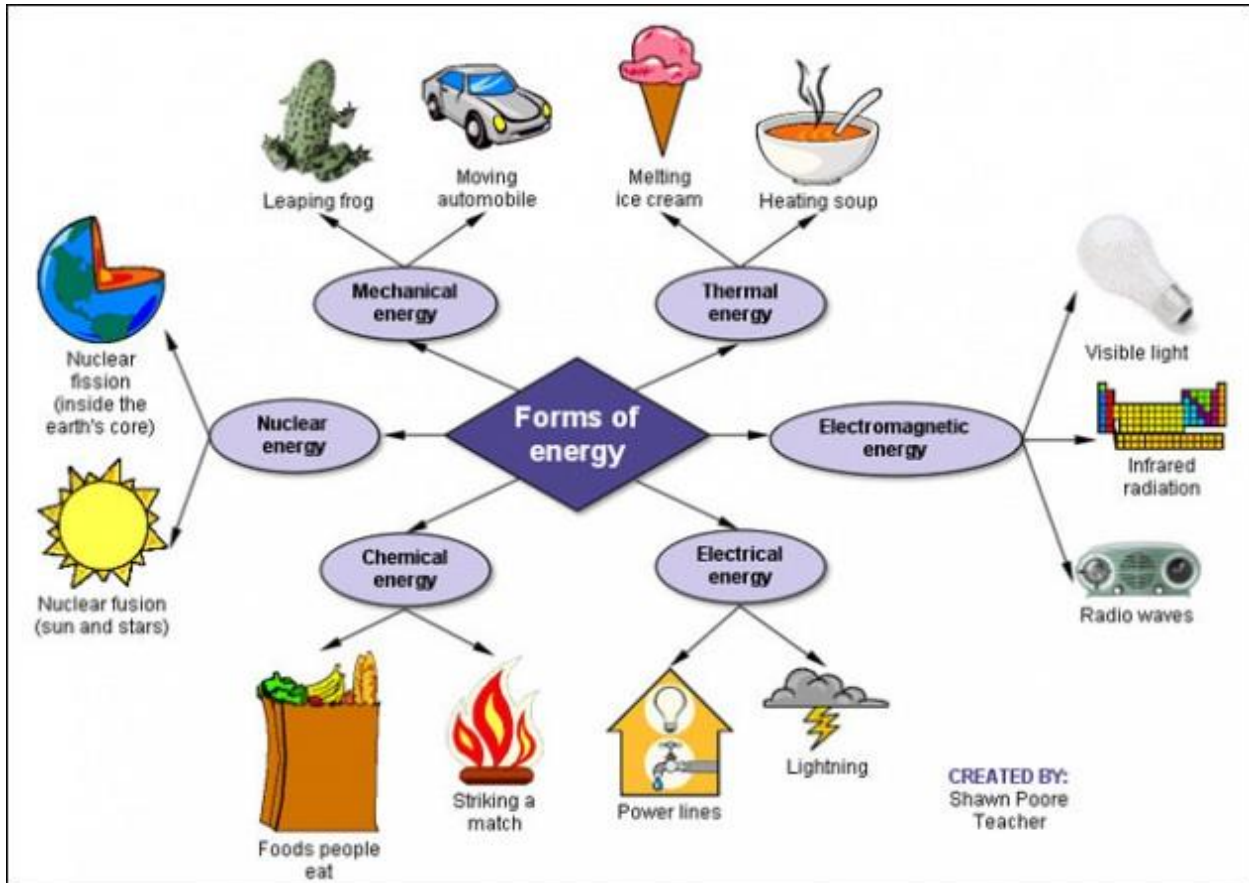 Leaping frog
Moving
automobile
Melting
ice cream
Heating soup
Mechanical
energy
Thermal
energy
Nuclear
fission
(inside the
earth's core)
Visible light
Nuclear
energy
Forms of
energy
Electromagnetic
energy
Infrared
radiation
Nuclear fusion
(sun and stars)
Chemical
energy
Electrical
energy
Radio waves
Foods people
eat
Striking a
match
Power lines
Lightning
CREATED BY:
Shawn Poore
Teacher